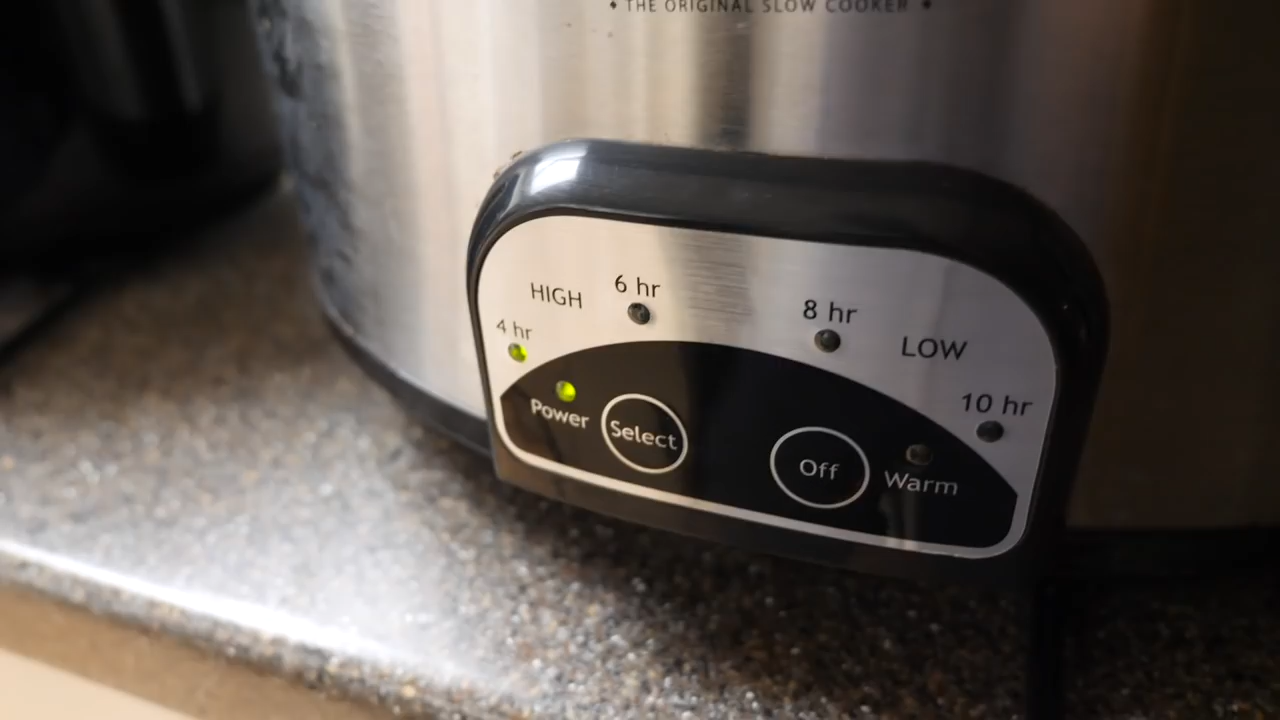 ◆ THE ORIGINAL SLOW COOKER ◆
HIGH
6 hr
8 hr
4 hr
LOW
10 hr
Power
Select
Off
Warm